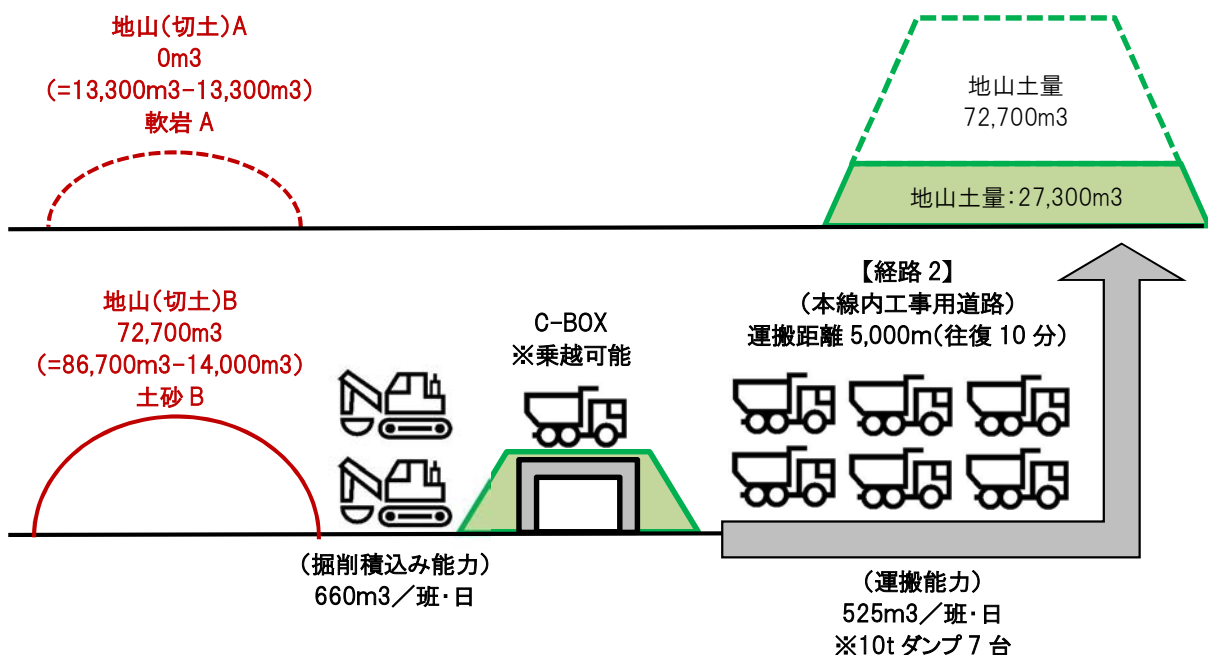 地山(切土)A
0m3
(=13,300m3-13,300m3)
軟岩 A
地山土量
72,700m3
地山土量:27,300m3
地山(切土)B
72,700m3
(=86,700m3-14,000m3)
土砂 B
C-BOX
※乗越可能
【経路 2】
(本線内工事用道路)
運搬距離 5,000m(往復 10 分)
(掘削積込み能力)
660m3/班・日
(運搬能力)
525m3/班・日
※10t ダンプ 7 台